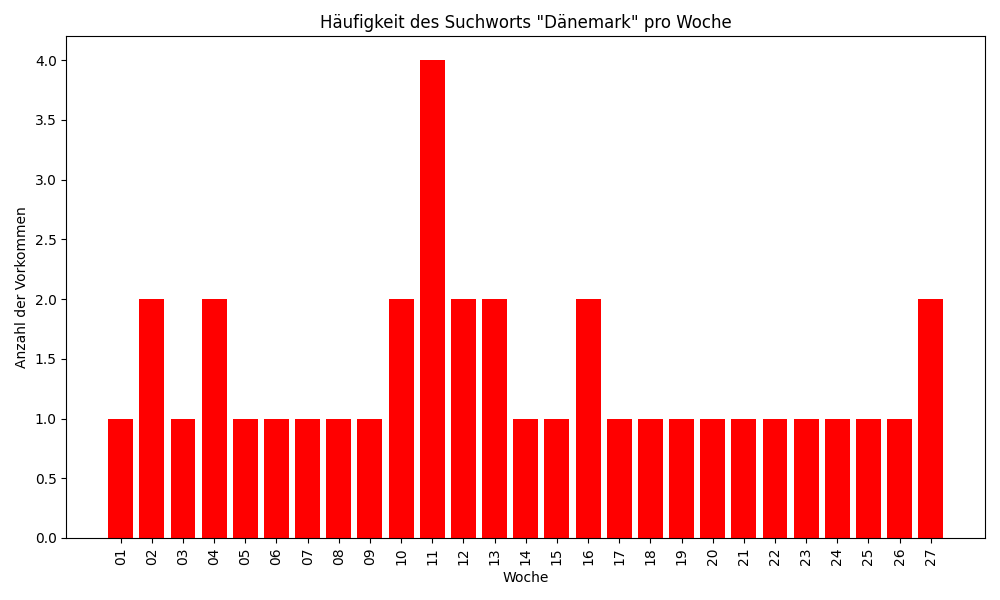 Häufigkeit des Suchworts "Dänemark" pro Woche
Anzahl der Vorkommen
4.0
3.5
3.0
2.5
2.0
1.5
1.0
0.5
0.0
01 02 03 04 05 06 07 08 09 10 11 12 13 14 15 16 17 18 19 20 21 22 23 24 25 26 27
Woche